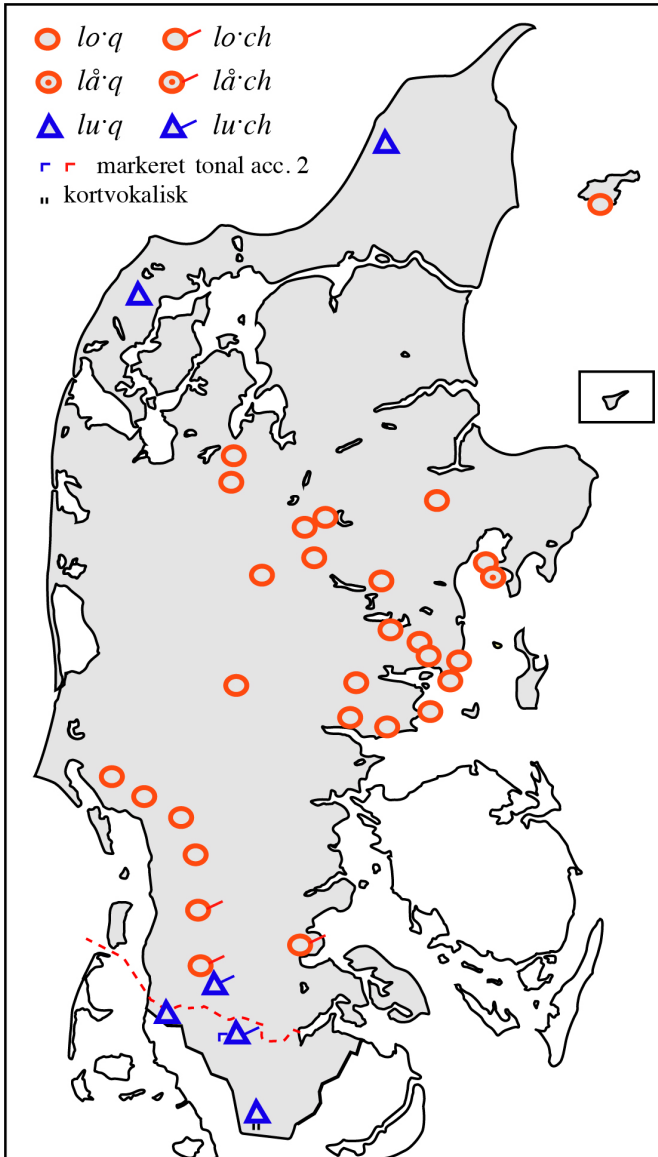 lo·q lo·ch
lå·q lå·ch
lu·q lu·ch
markeret tonal acc. 2
kortvokalisk